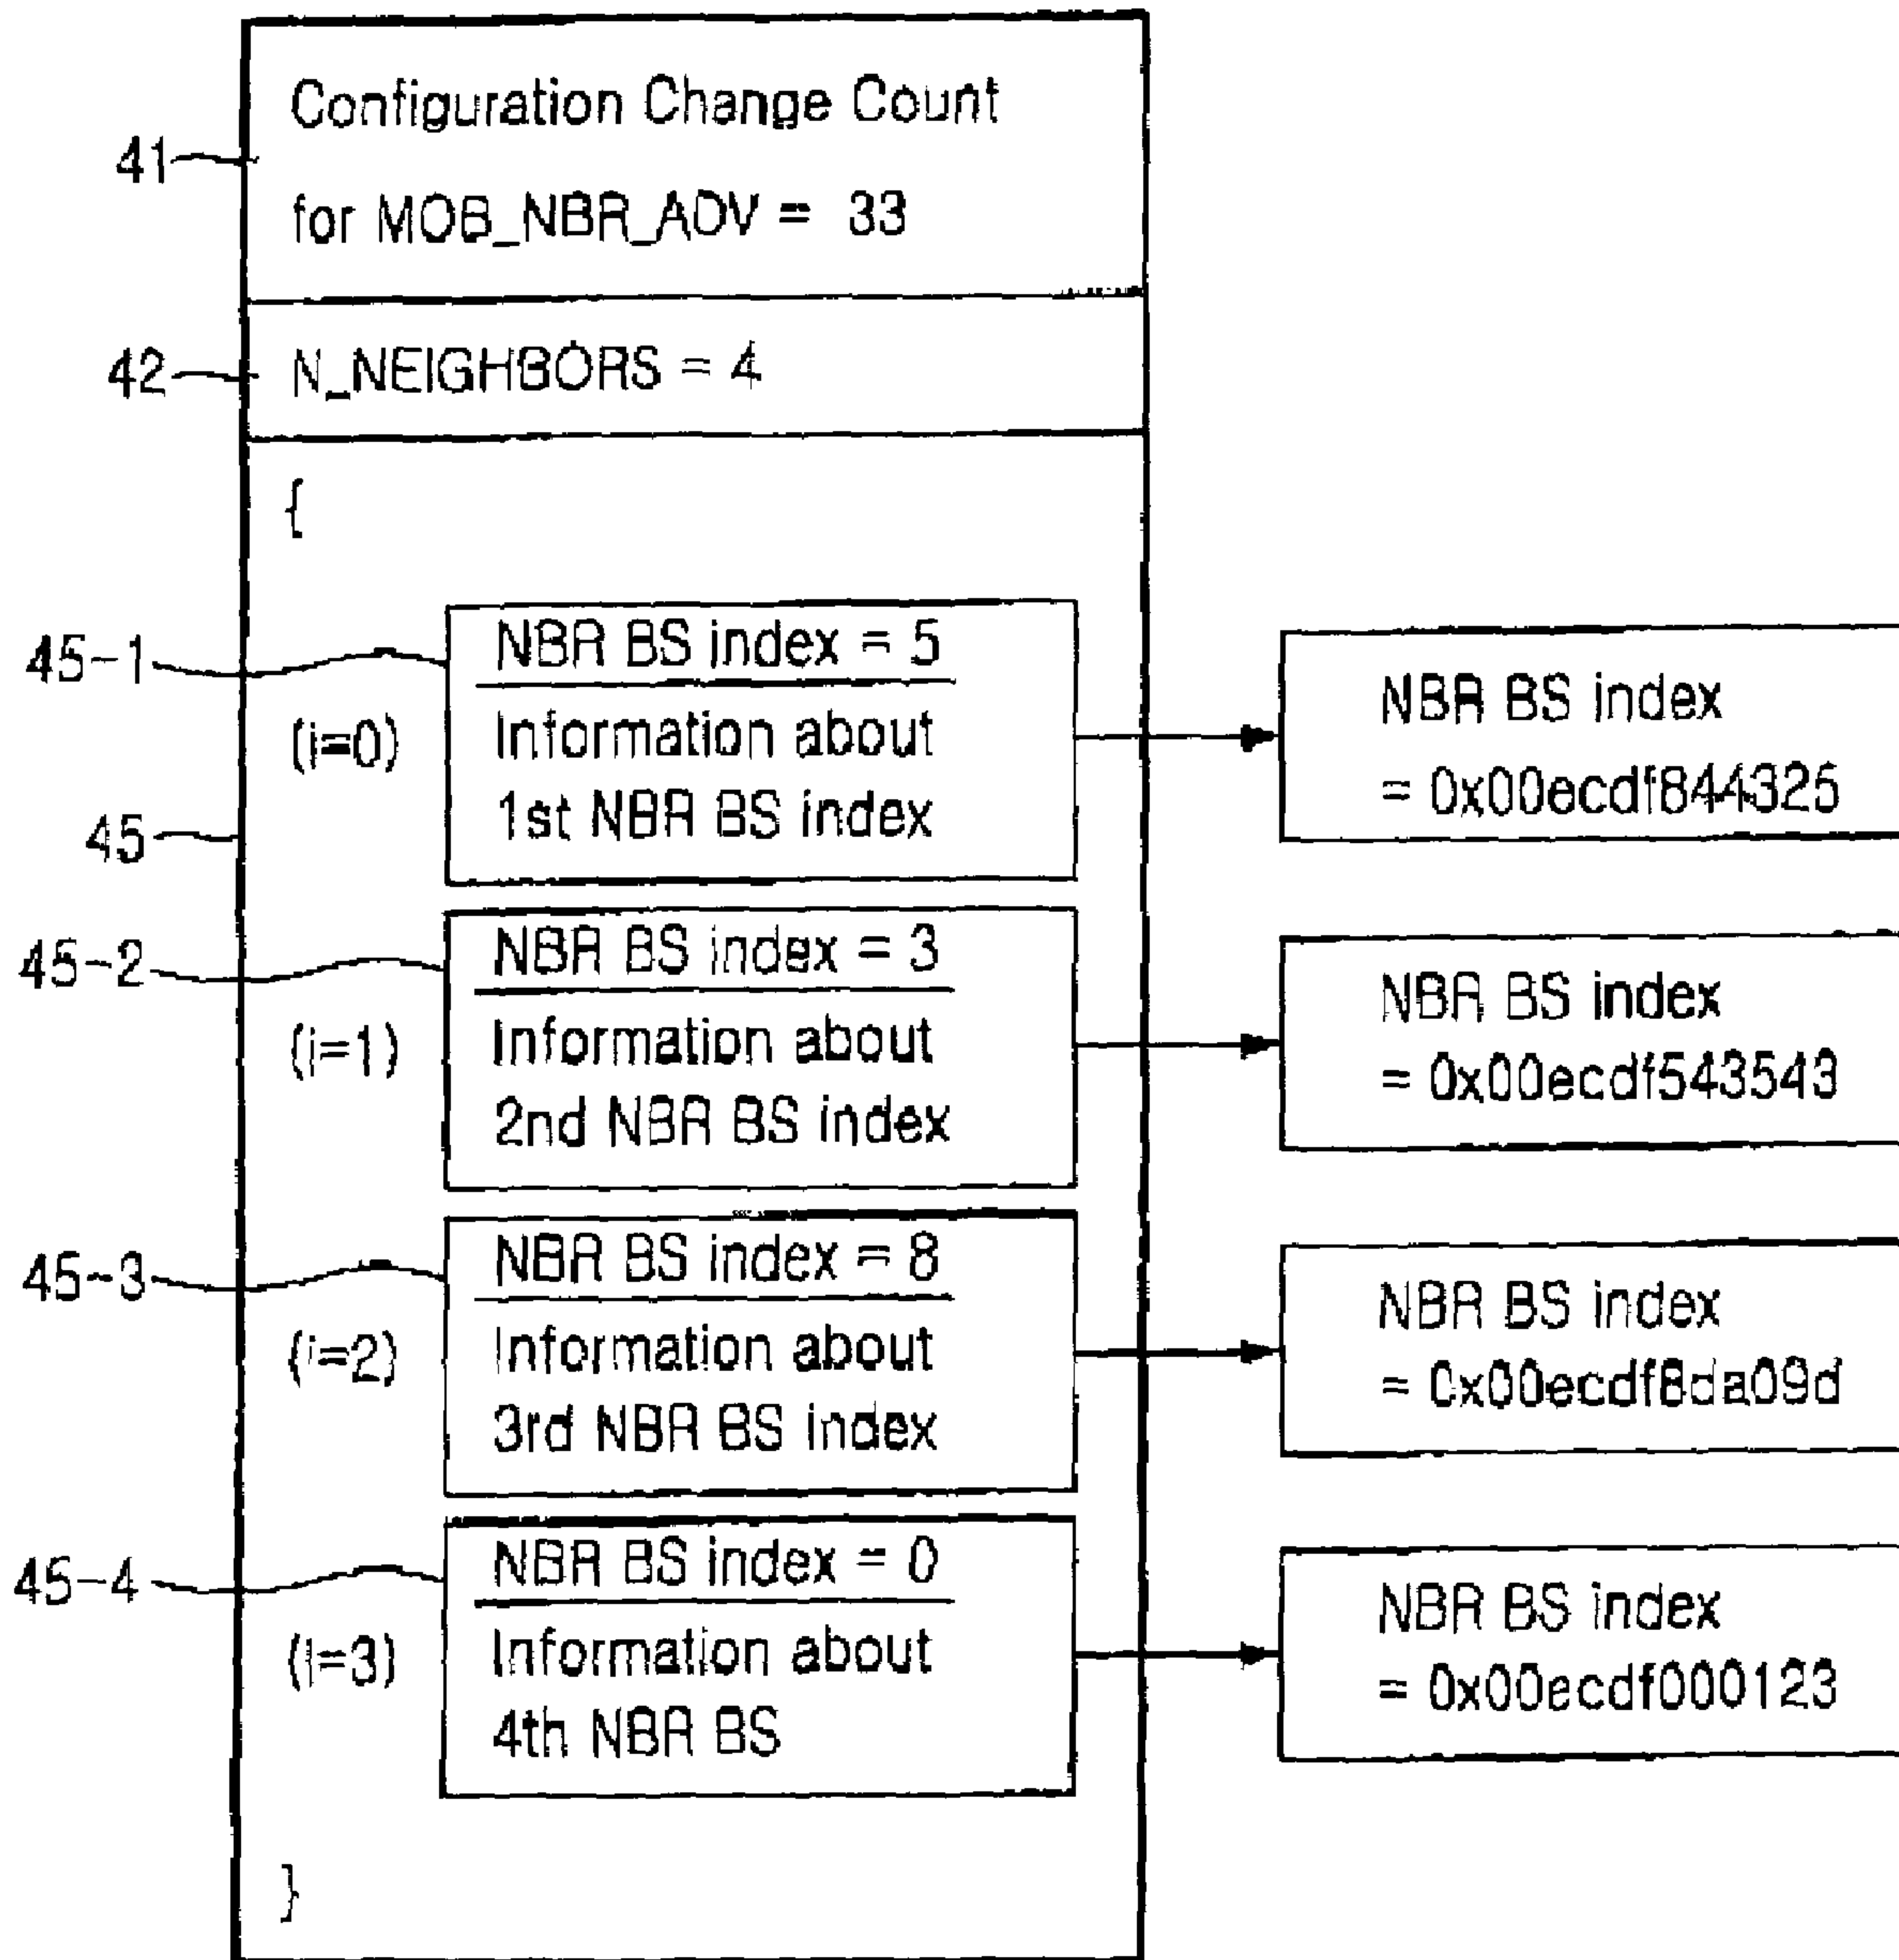 Configuration Change Count
for MOB_NBR_ADV = 33
41
N_NEIGHBORS = 4
42
{
NBR BS index = 5
Information about
1st NBR BS index
45-1
(i=0)
45
NBR BS index
= 0x00ecdf844325
NBR BS index = 3
Information about
2nd NBR BS index
45-2
(i=1)
NBR BS index
= 0x00ecdf543543
NBR BS index = 8
Information about
3rd NBR BS index
45-3
(i=2)
NBR BS index
= 0x00ecdf8da09d
NBR BS index = 0
Information about
4th NBR BS
45-4
(i=3)
NBR BS index
= 0x00ecdf000123
}